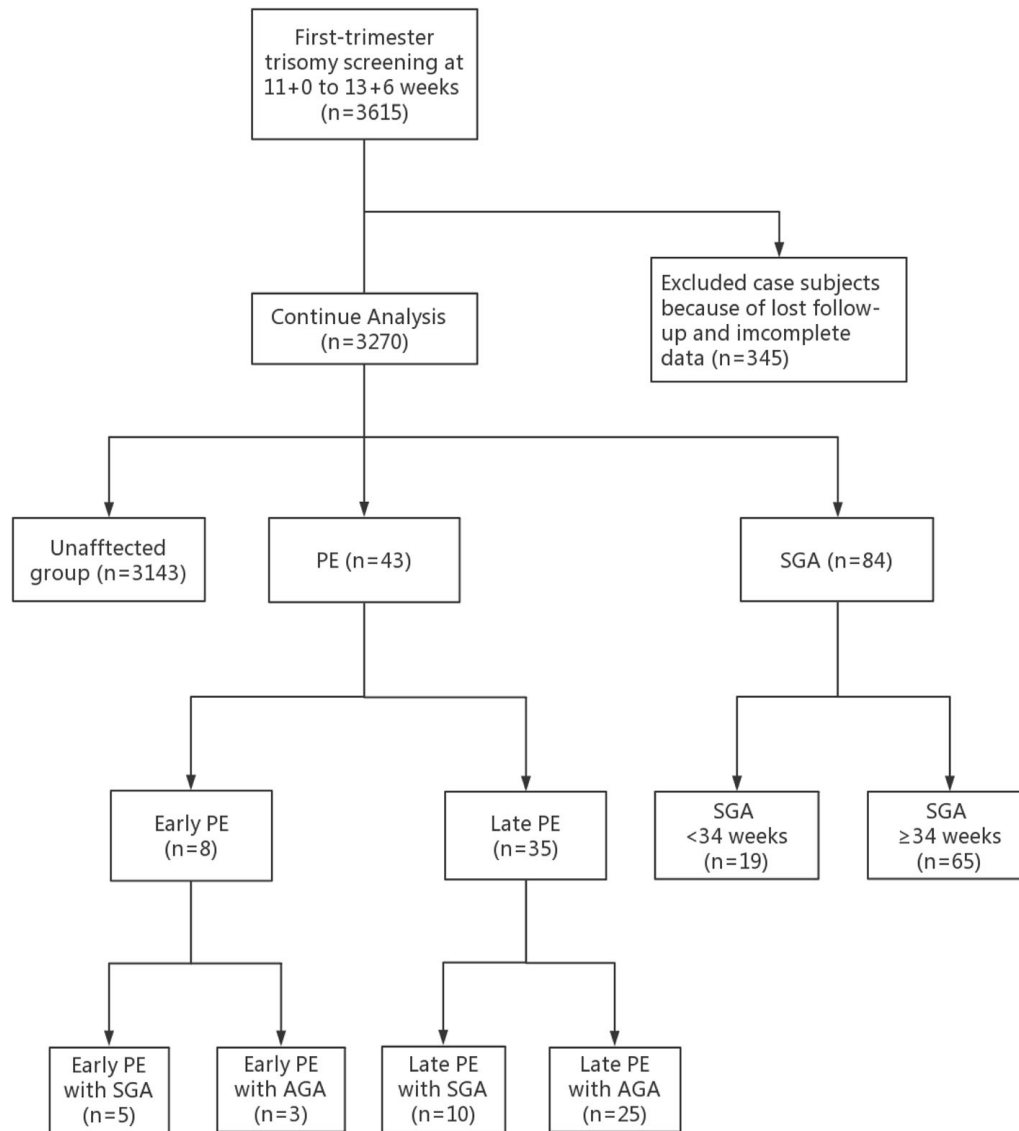 First-trimester
trisomy screening at
11+0 to 13+6 weeks
(n=3615)
Excluded case subjects
because of lost follow-
up and imcomplete
data (n=345)
Continue Analysis
(n=3270)
Unafftected
group (n=3143)
PE (n=43)
SGA (n=84)
Early PE
(n=8)
Late PE
(n=35)
SGA
<34 weeks
(n=19)
SGA
≥34 weeks
(n=65)
Early PE
with SGA
(n=5)
Early PE
with AGA
(n=3)
Late PE
with SGA
(n=10)
Late PE
with AGA
(n=25)